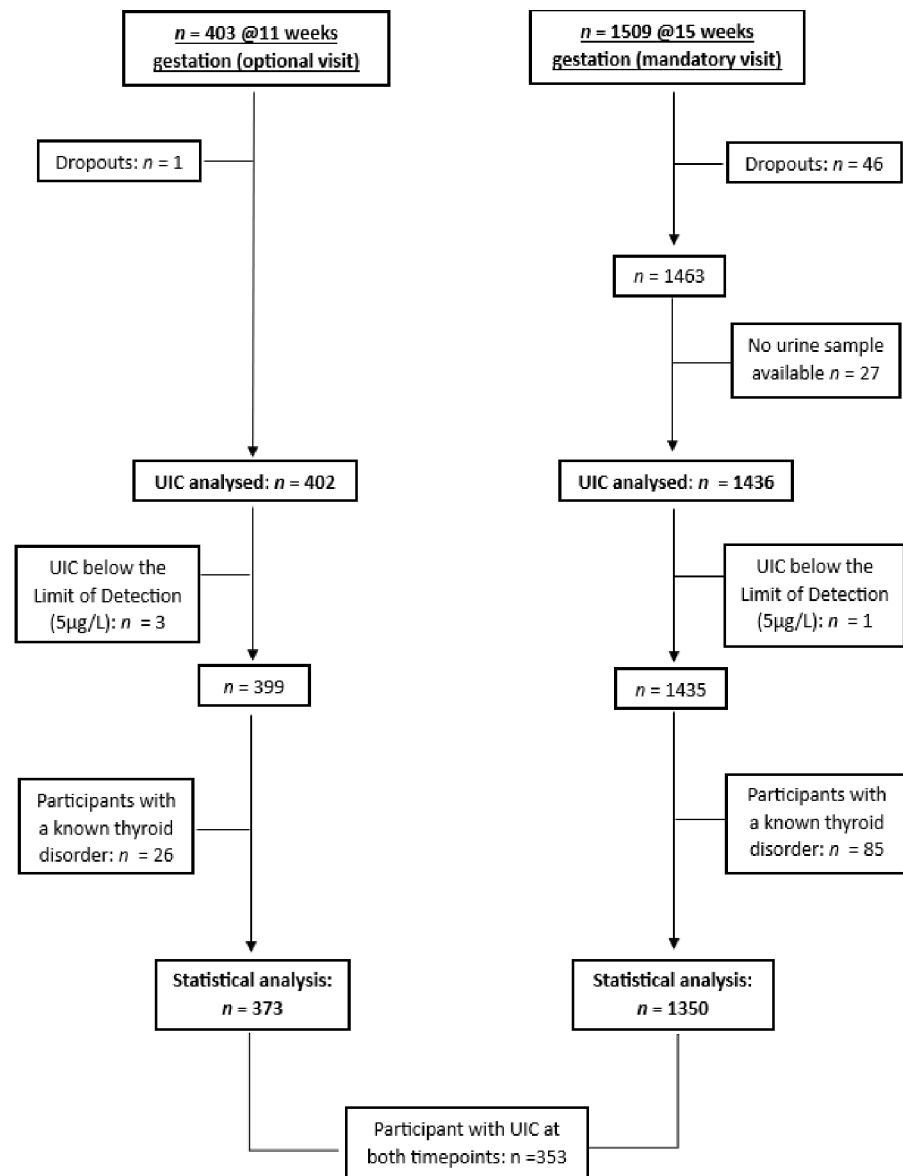 n = 403 @11 weeks
gestation (optional visit)
n = 1509 @15 weeks
gestation (mandatory visit)
Dropouts: n = 1
Dropouts: n = 46
n = 1463
No urine sample
available n = 27
UIC analysed: n = 402
UIC analysed: n = 1436
UIC below the
Limit of Detection
(5µg/L): n = 3
UIC below the
Limit of Detection
(5µg/L): n = 1
n = 399
n = 1435
Participants with
a known thyroid
disorder: n = 26
Participants with
a known thyroid
disorder: n = 85
Statistical analysis:
n = 373
Statistical analysis:
n = 1350
Participant with UIC at
both timepoints: n =353